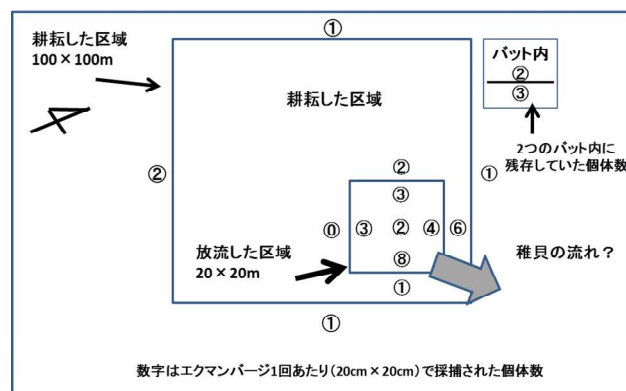 ①
耕耘した区域
100×100m
バット内
②
③
耕耘した区域
2つのバット内に
残存していた個体数
②
①
②
③
⓪
③
②
④
⑥
⑧
①
放流した区域
20×20m
稚貝の流れ?
①
数字はエクマンバージ1回あたり(20cm×20cm)で採捕された個体数